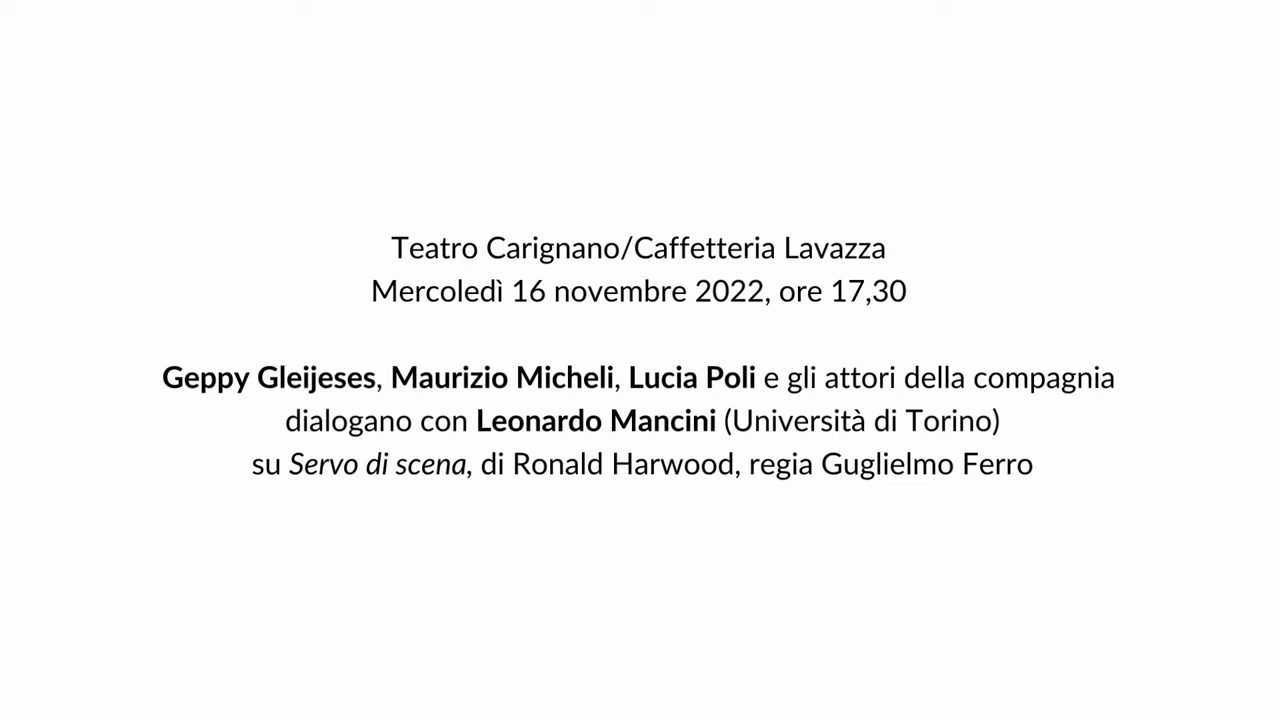 Teatro Carignano/Caffetteria Lavazza
Mercoledì 16 novembre 2022, ore 17,30
Geppy Gleijeses, Maurizio Micheli, Lucia Poli e gli attori della compagnia
dialogano con Leonardo Mancini (Università di Torino)
su Servo di scena, di Ronald Harwood, regia Guglielmo Ferro